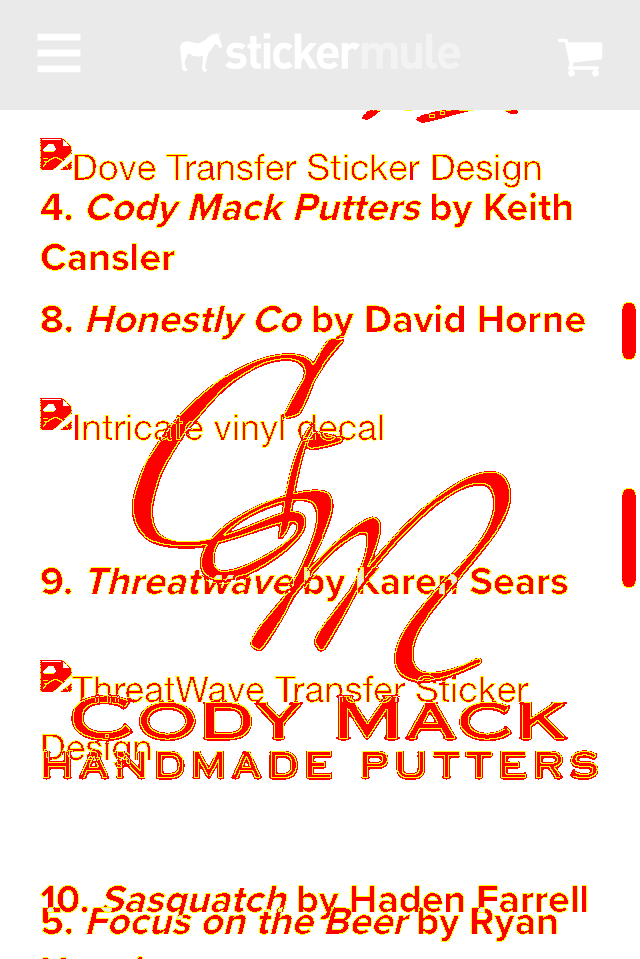 stickermule
Dove Transfer Sticker Design
4. Cody Mack Putters by Keith
Cansler
8. Honestly Co by David Horne
CM
Intricate vinyl decal
9. Threatwave by Karen Sears
ThreatWave Transfer Sticker
Design
CODY MACK
HANDMADE PUTTERS
10. Sasquatch by Haden Farrell
5. Focus on the Beer by Ryan